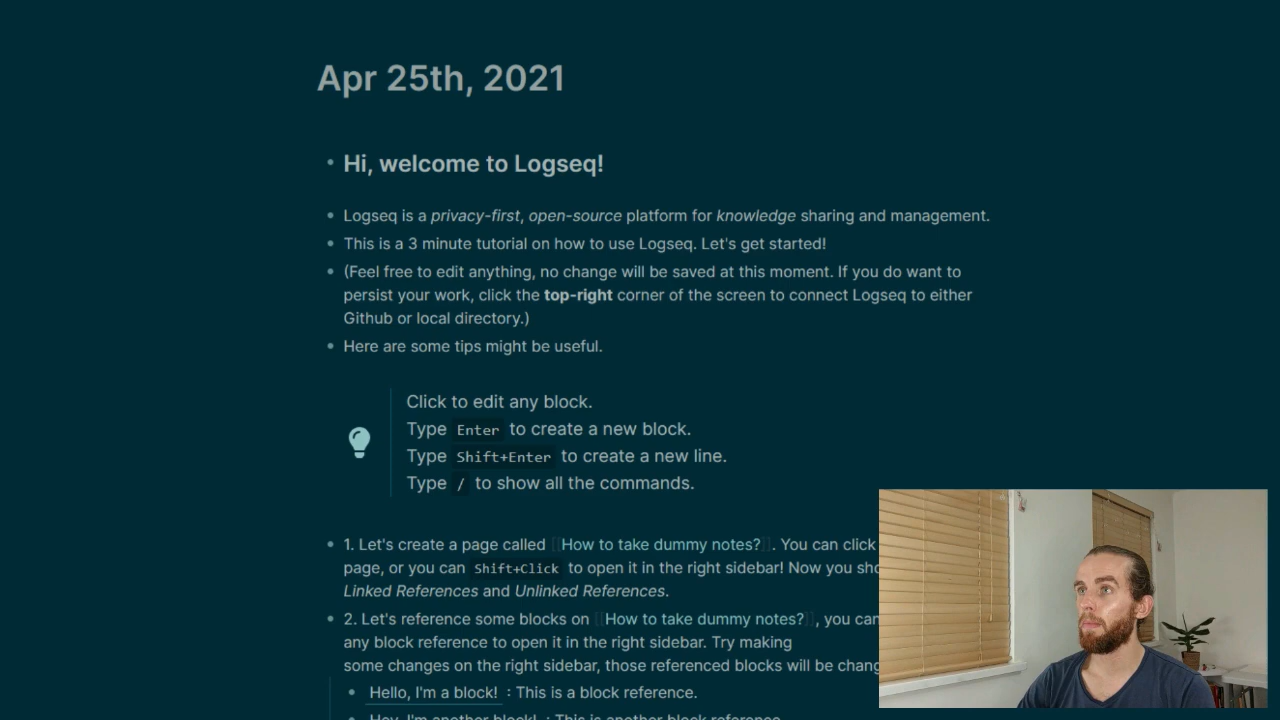 Apr 25th, 2021
Hi, welcome to Logseq!
Logseq is a privacy-first, open-source platform for knowledge sharing and management.
This is a 3 minute tutorial on how to use Logseq. Let's get started!
(Feel free to edit anything, no change will be saved at this moment. If you do want to
persist your work, click the top-right corner of the screen to connect Logseq to either
Github or local directory.)
Here are some tips might be useful.
Click to edit any block.
Type Enter to create a new block.
Type Shift+Enter to create a new line.
Type / to show all the commands.
1. Let's create a page called [[How to take dummy notes?]]. You can click
page, or you can Shift+Click to open it in the right sidebar! Now you
Linked References and Unlinked References.
2. Let's reference some blocks on [[How to take dummy notes?]], you can
any block reference to open it in the right sidebar. Try making
some changes on the right sidebar, those referenced blocks will be
Hello, I'm a block! : This is a block reference.
Hey, I'm another block! : This is another block reference.